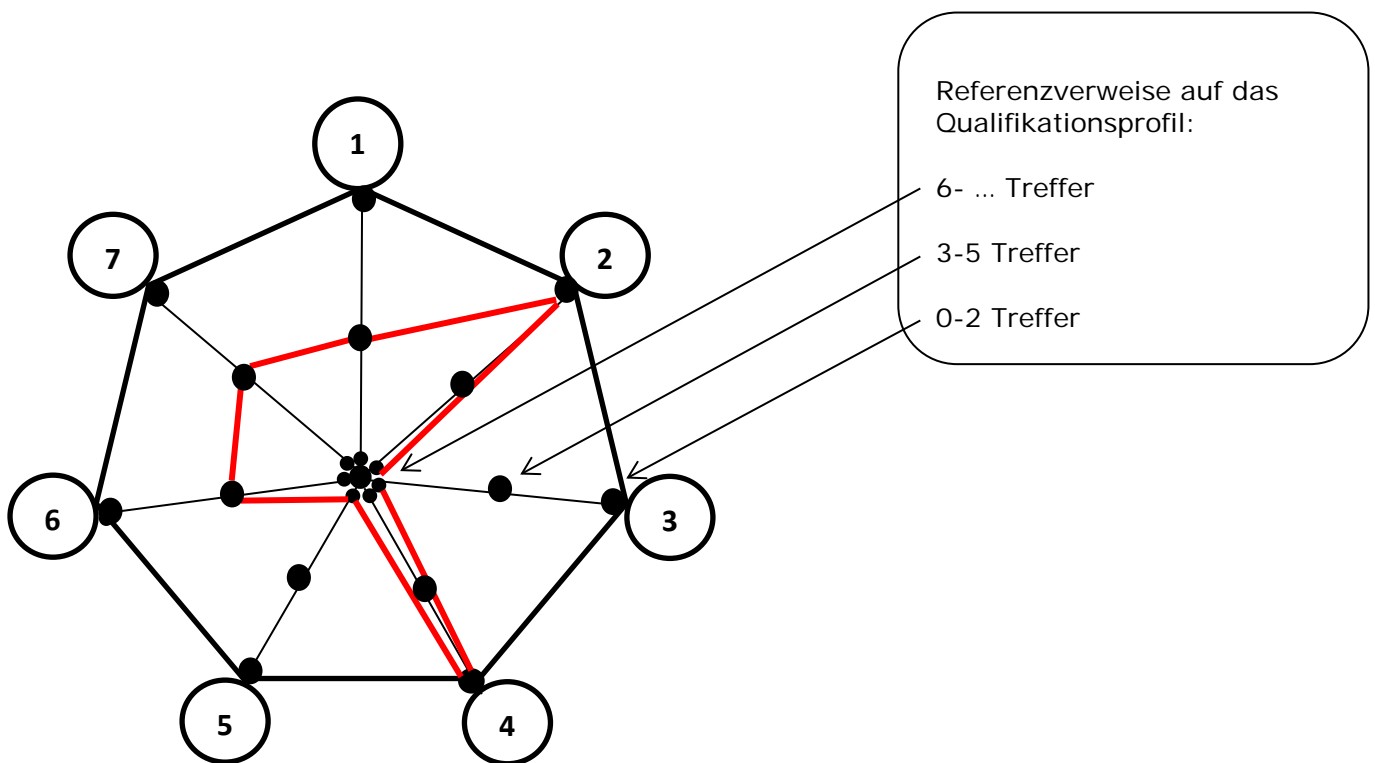 Referenzverweise auf das
Qualifikationsprofil:
6- ... Treffer
3-5 Treffer
0-2 Treffer
1
2
3
4
5
6
7